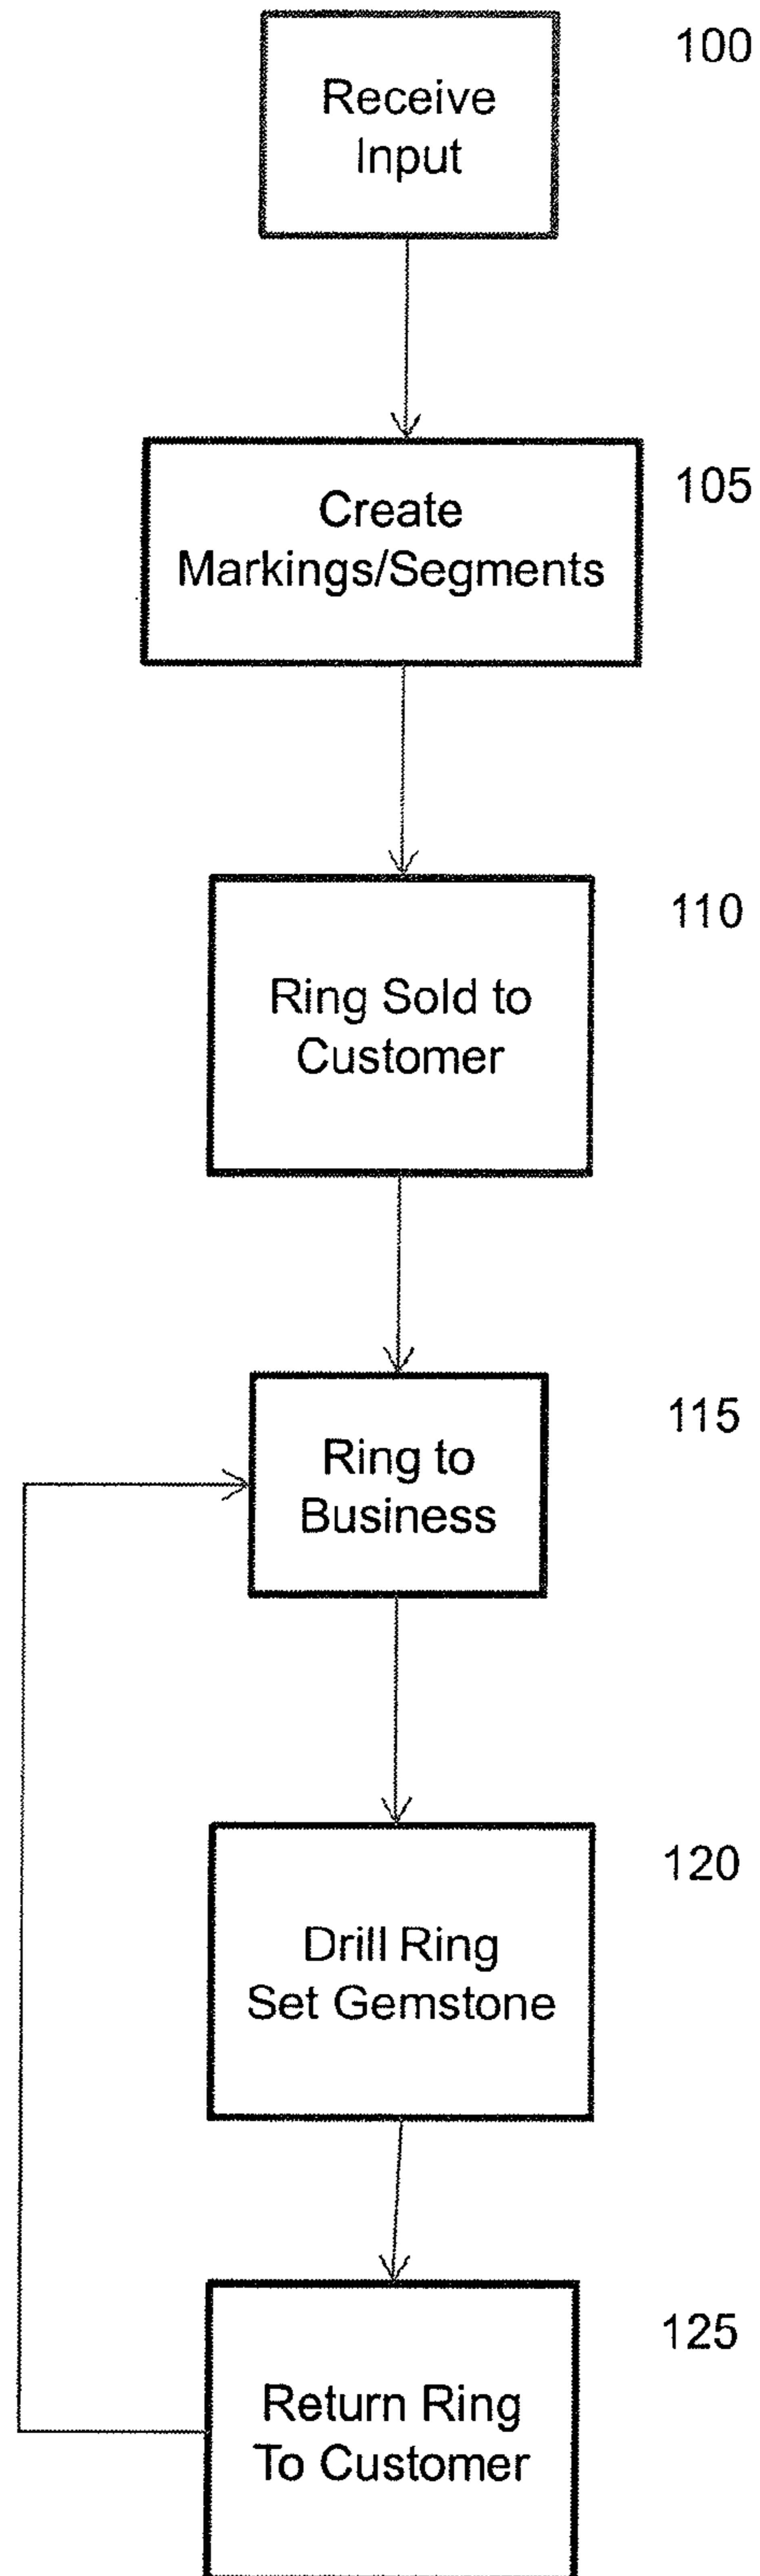 100
Receive
Input
105
Create
Markings/Segments
110
Ring Sold to
Customer
115
Ring to
Business
120
Drill Ring
Set Gemstone
125
Return Ring
To Customer